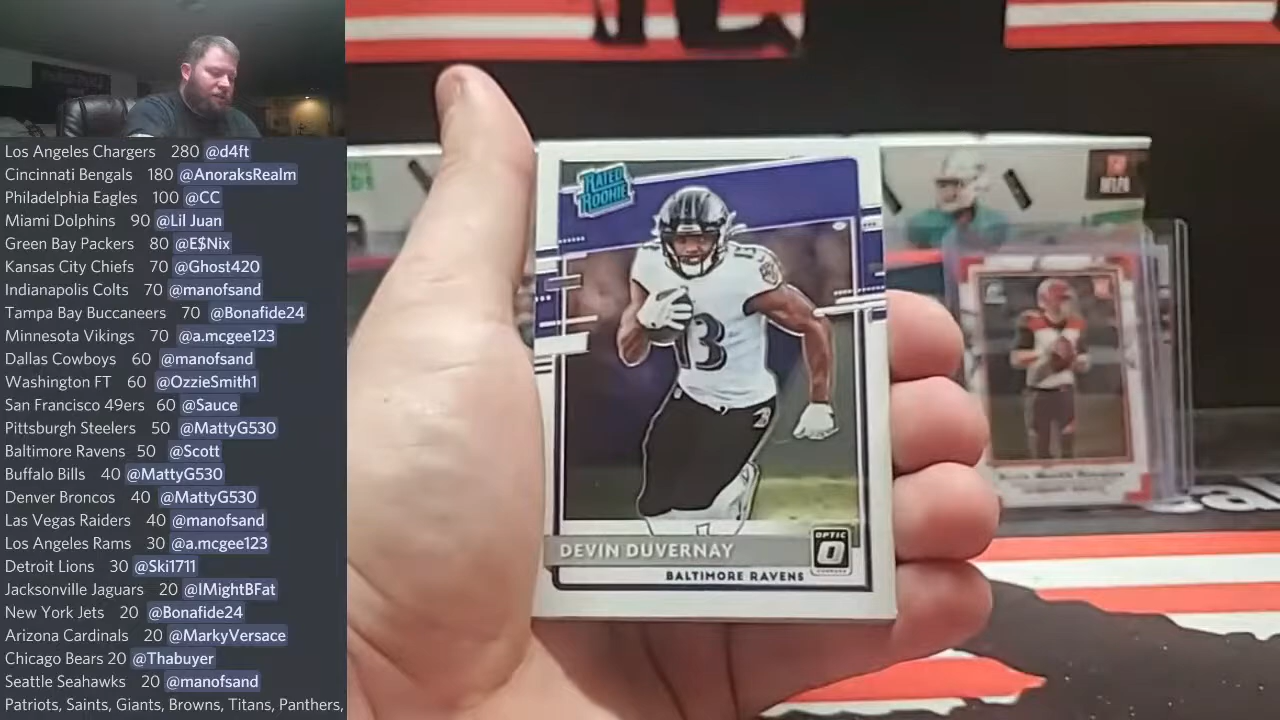 Los Angeles Chargers 280 @d4ft
Cincinnati Bengals 180 @AnoraksRealm
Philadelphia Eagles 100 @CC
Miami Dolphins 90 @Lil Juan
Green Bay Packers 80 @E$Nix
Kansas City Chiefs 70 @Ghost420
Indianapolis Colts 70 @manofsand
Tampa Bay Buccaneers 70 @Bonafide24
Minnesota Vikings 70 @a.mcgee123
Dallas Cowboys 60 @manofsand
Washington FT 60 @OzzieSmith1
San Francisco 49ers 60 @Sauce
Pittsburgh Steelers 50 @MattyG530
Baltimore Ravens 50 @Scott
Buffalo Bills 40 @MattyG530
Denver Broncos 40 @MattyG530
Las Vegas Raiders 40 @manofsand
Los Angeles Rams 30 @a.mcgee123
Detroit Lions 30 @Ski1711
Jacksonville Jaguars 20 @IMightBFat
New York Jets 20 @Bonafide24
Arizona Cardinals 20 @MarkyVersace
Chicago Bears 20 @Thabuyer
Seattle Seahawks 20 @manofsand
Patriots, Saints, Giants, Browns, Titans, Panthers,
RATED
ROOKIE
13
DEVIN DUVERNAY
OPTIC
BALTIMORE RAVENS
NFLPA